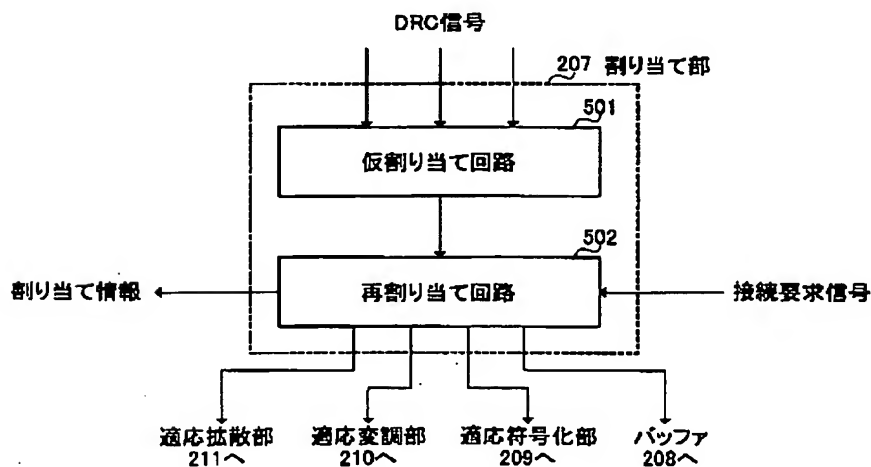 DRC信号
207 割り当て部
501
仮割り当て回路
502
割り当て情報
再割り当て回路
接続要求信号
適応拡散部
211へ
適応変調部
210へ
適応符号化部
209へ
バッファ
208へ